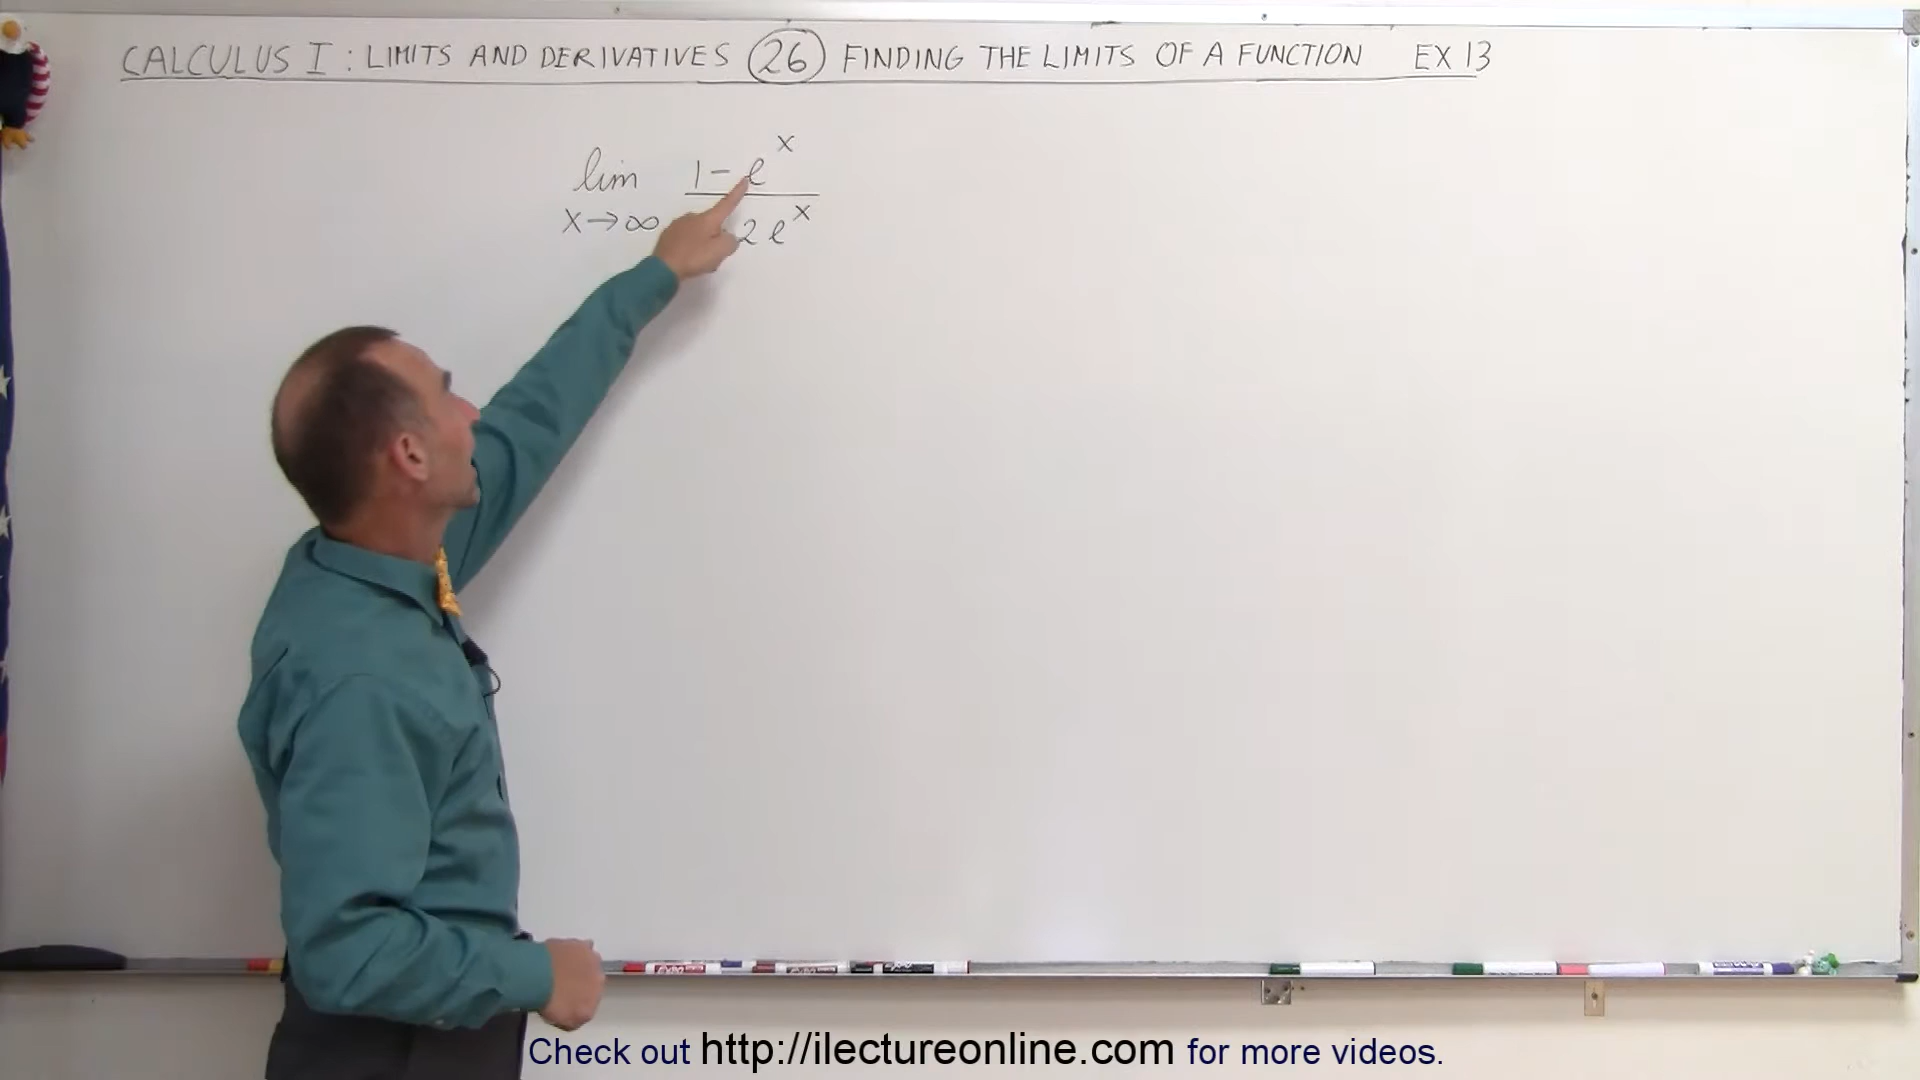 CALCULUS I : LIMITS AND DERIVATIVES 26 FINDING THE LIMITS OF A FUNCTION EX 13
lim 1 - e^x
x→∞ 2e^x
EXPO
Check out http://ilectureonline.com for more videos.